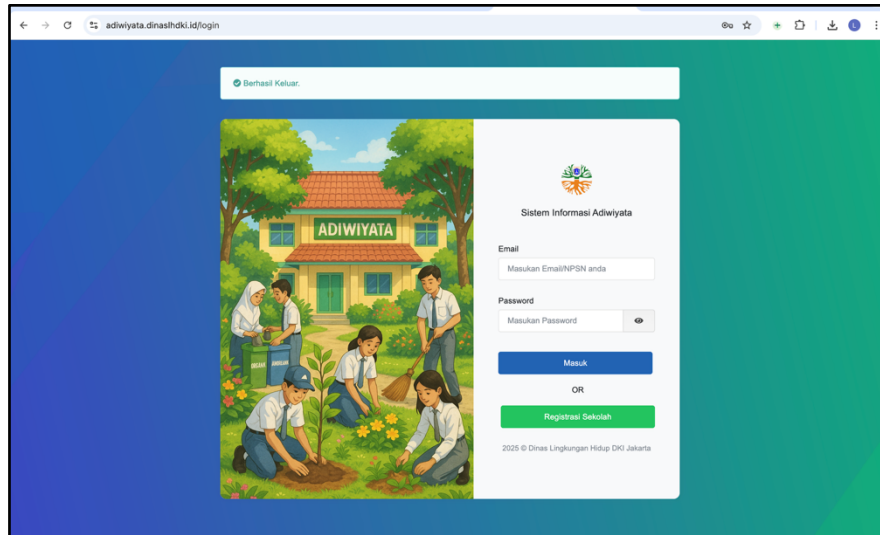 adiwiyata.dinaslhdki.id/login
L
Berhasil Keluar.
ADIWIYATA
Sistem Informasi Adiwiyata
Email
Masukan Email/NPSN anda
Password
Masukan Password
Masuk
OR
Registrasi Sekolah
2025 © Dinas Lingkungan Hidup DKI Jakarta